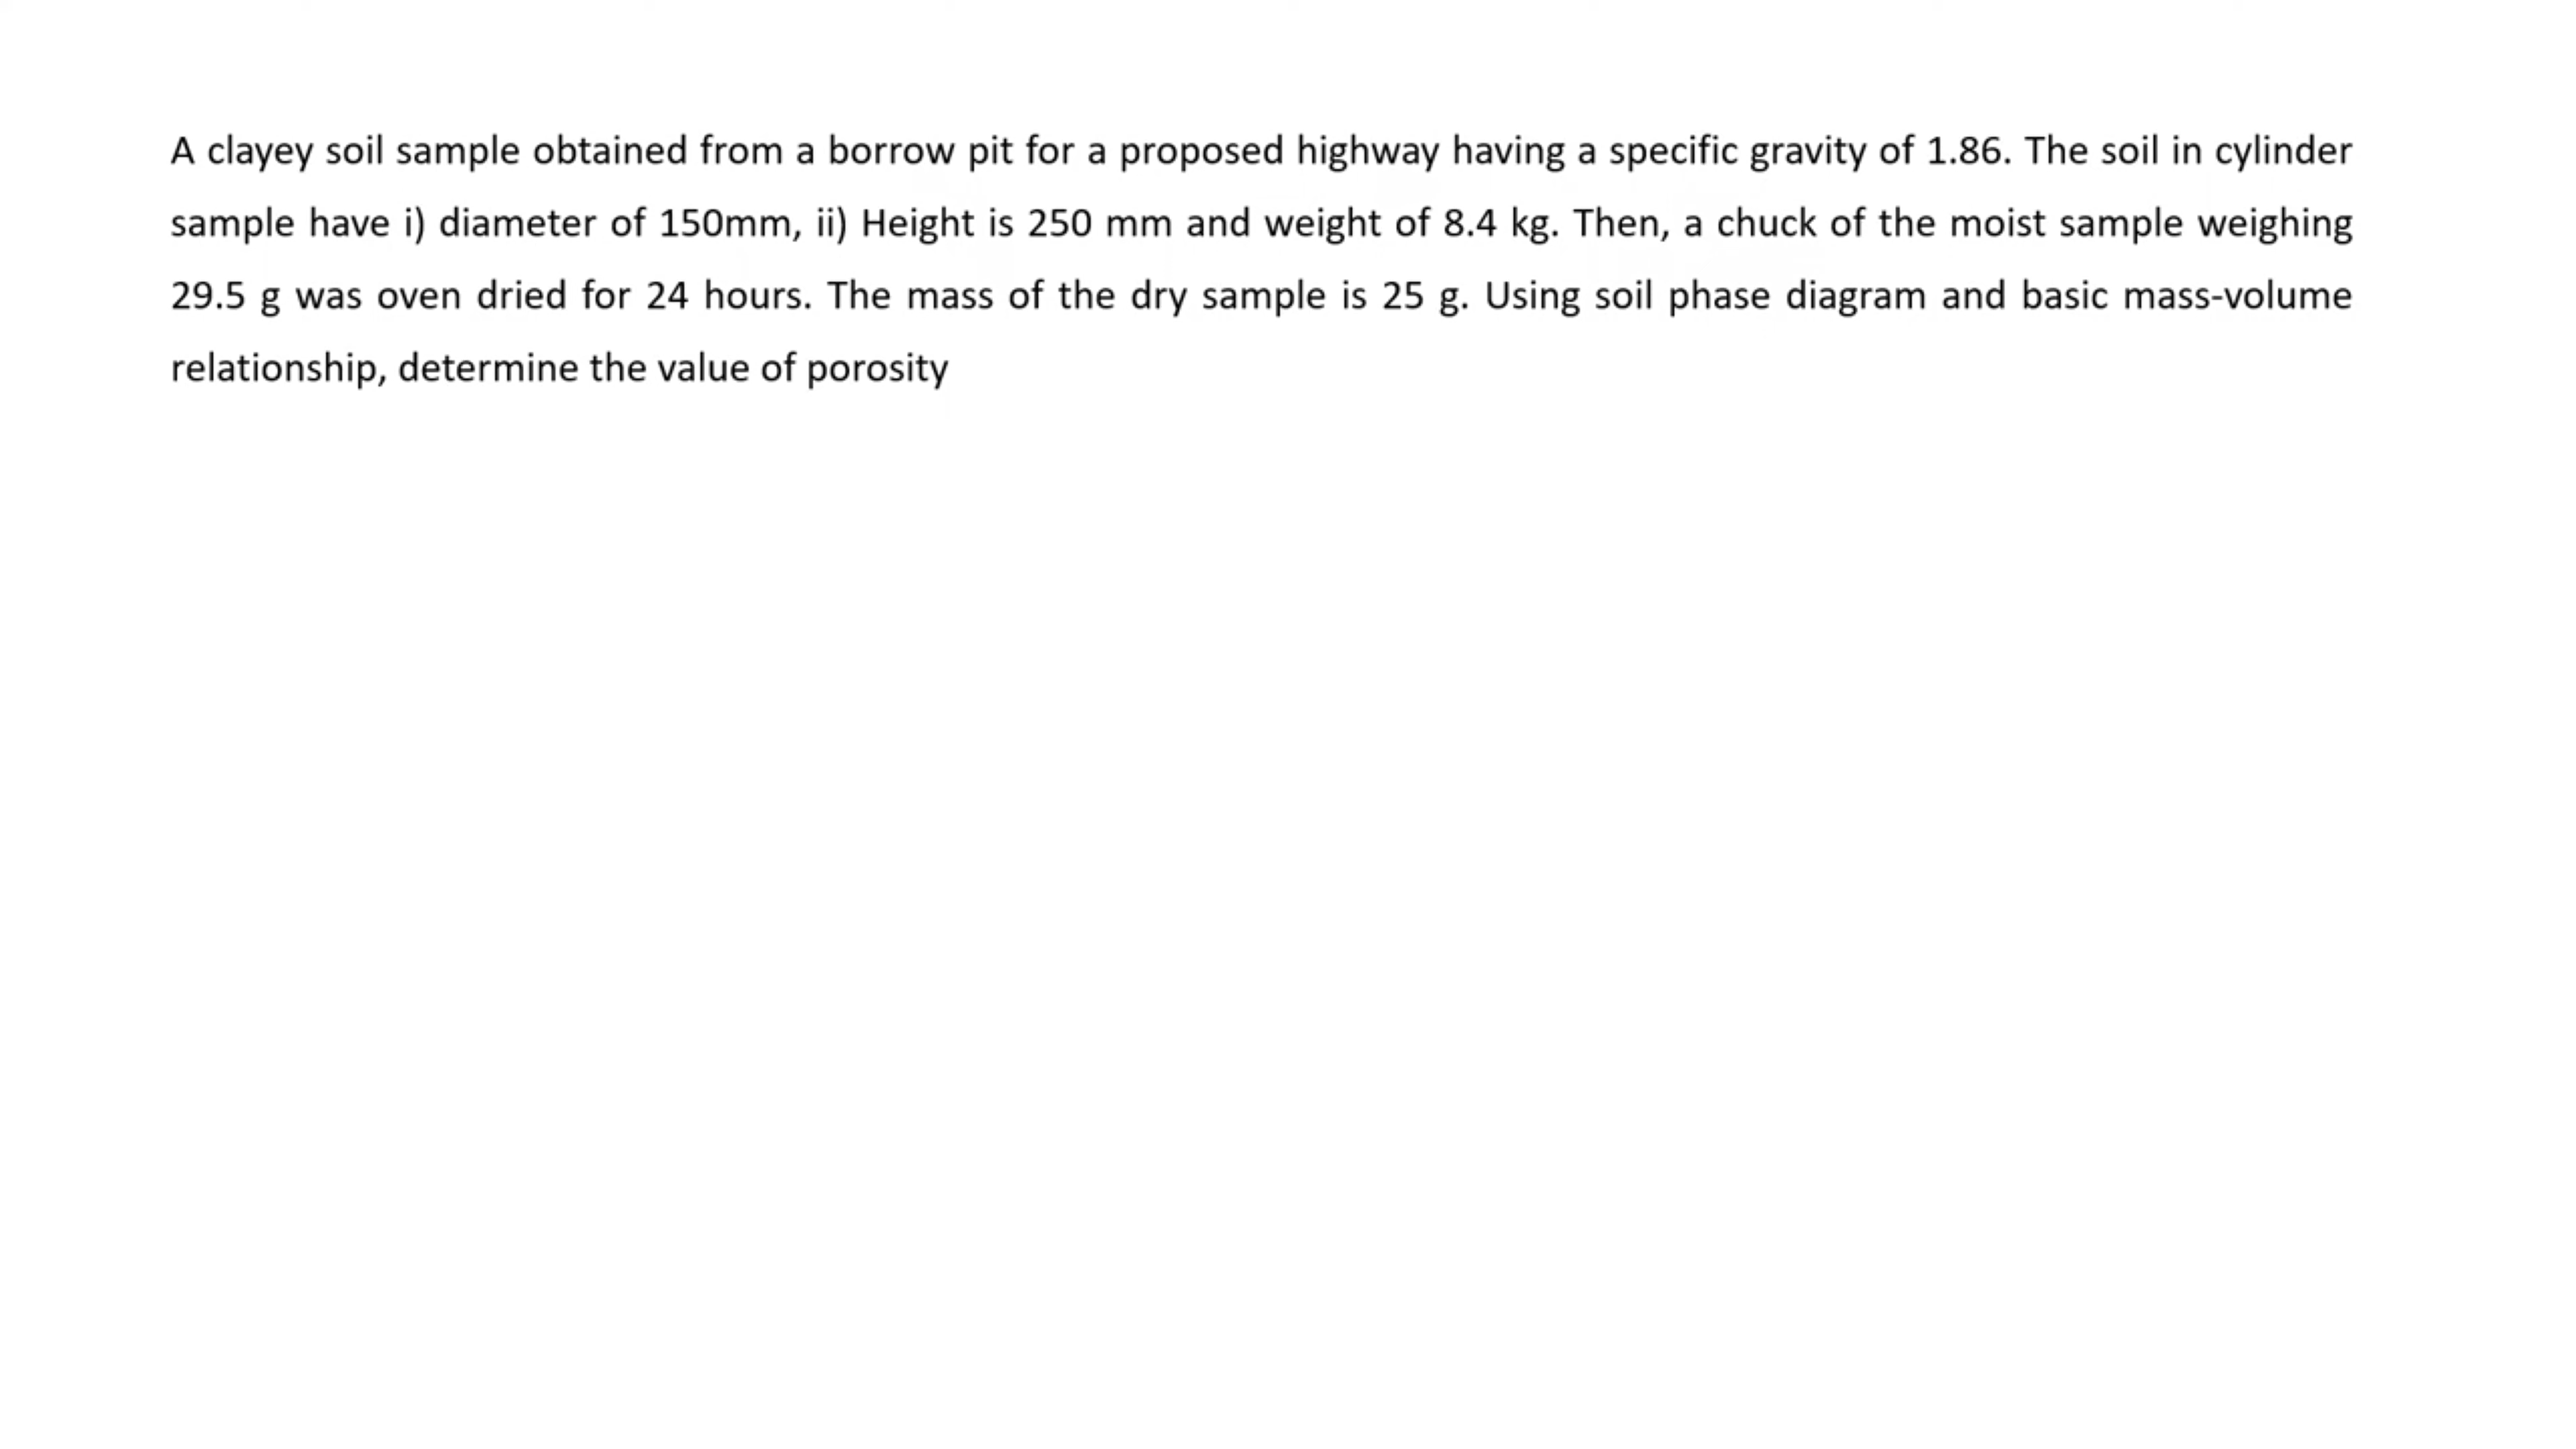 A clayey soil sample obtained from a borrow pit for a proposed highway having a specific gravity of 1.86. The soil in cylinder
sample have i) diameter of 150mm, ii) Height is 250 mm and weight of 8.4 kg. Then, a chuck of the moist sample weighing
29.5 g was oven dried for 24 hours. The mass of the dry sample is 25 g. Using soil phase diagram and basic mass-volume
relationship, determine the value of porosity